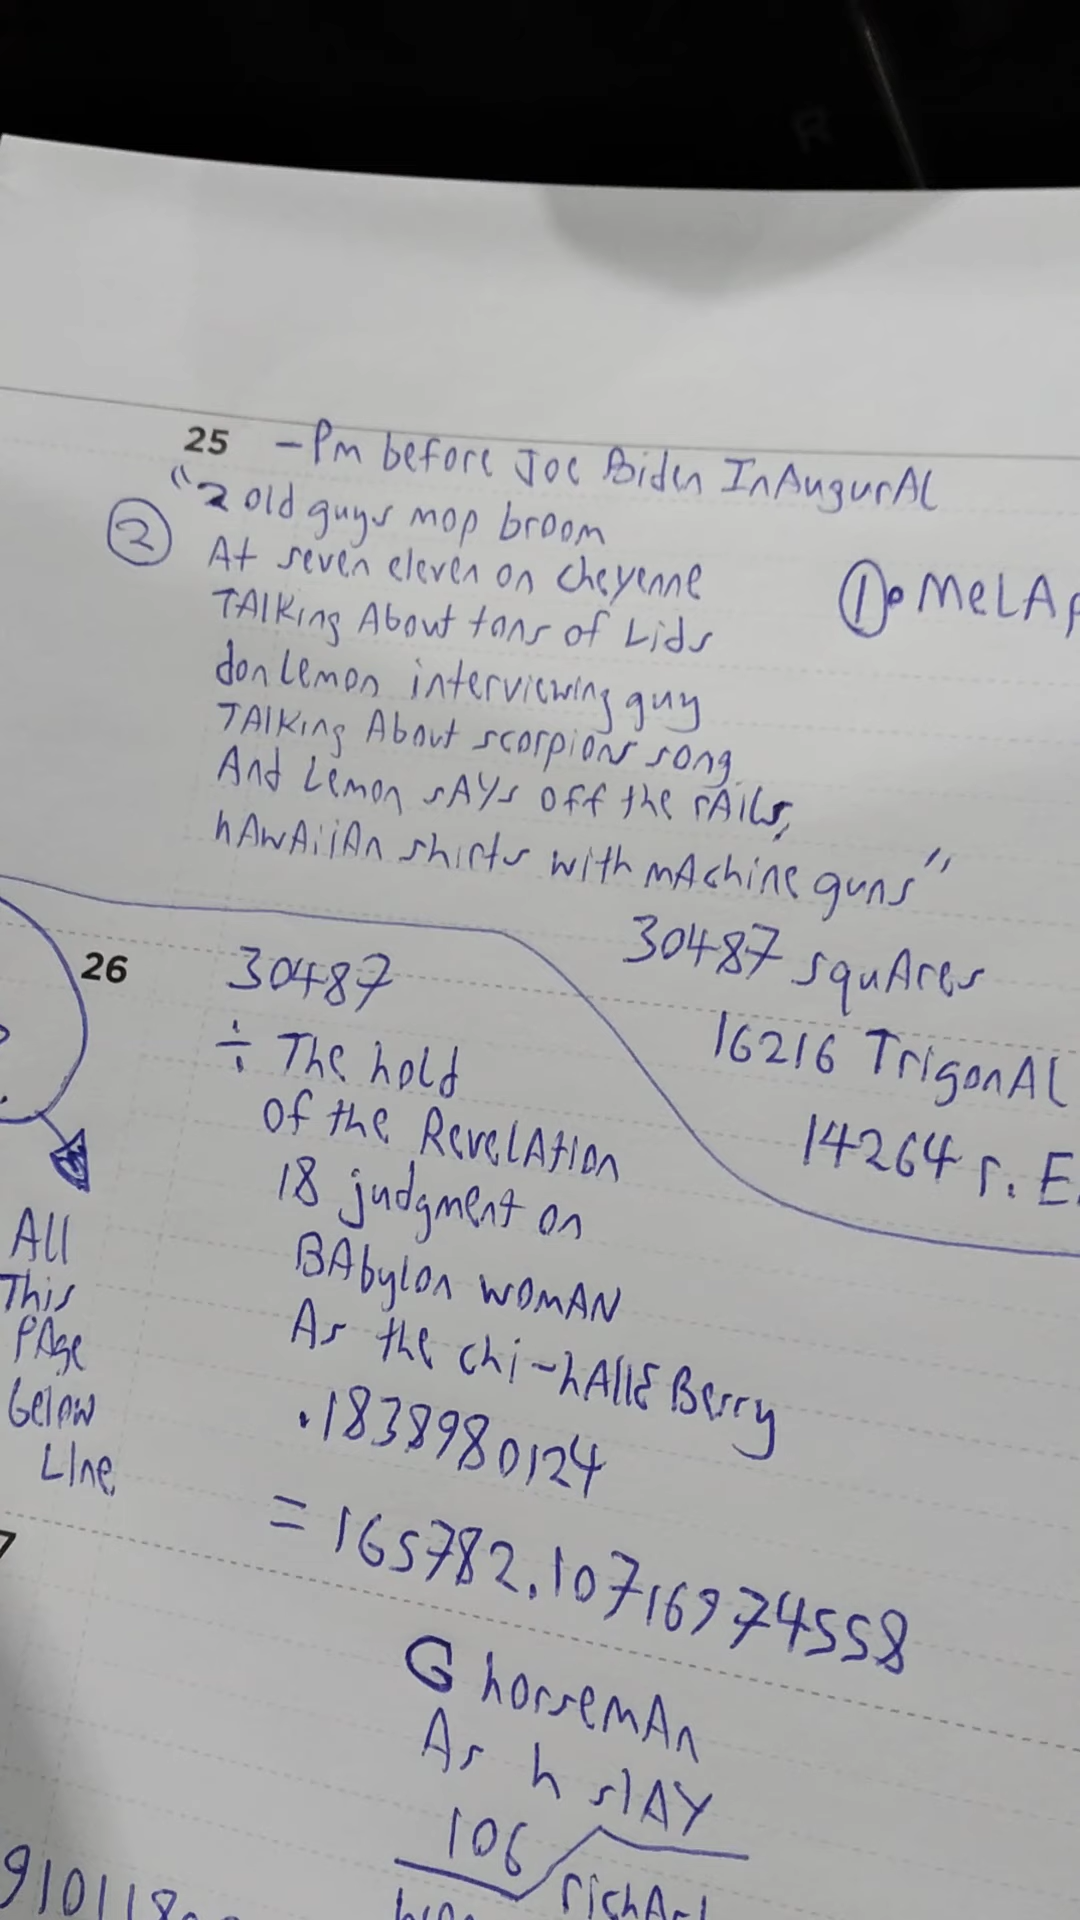 25 -Pm before Joe Biden InAugurAL
② "2 old guys mop broom
At seven eleven on cheyenne
TAlking About tons of Lids
don Lemon interviewing guy
TAlking About scorpions song
And Lemon sAYs off the rAils,
hAwAiiAn shirts with mAchine guns"
① • MeLA
30487 squAres
16216 TrigonAL
14264 r. E.
26 30487
÷ The hold
of the RevelAtion
18 judgment on
BAbylon womAN
As the chi-hAllE Berry
.1838980124
= 165782.10716974558
G horsemAn
As h slAY
106
richArd
All
This
PAge
below
LIne.
7
910118